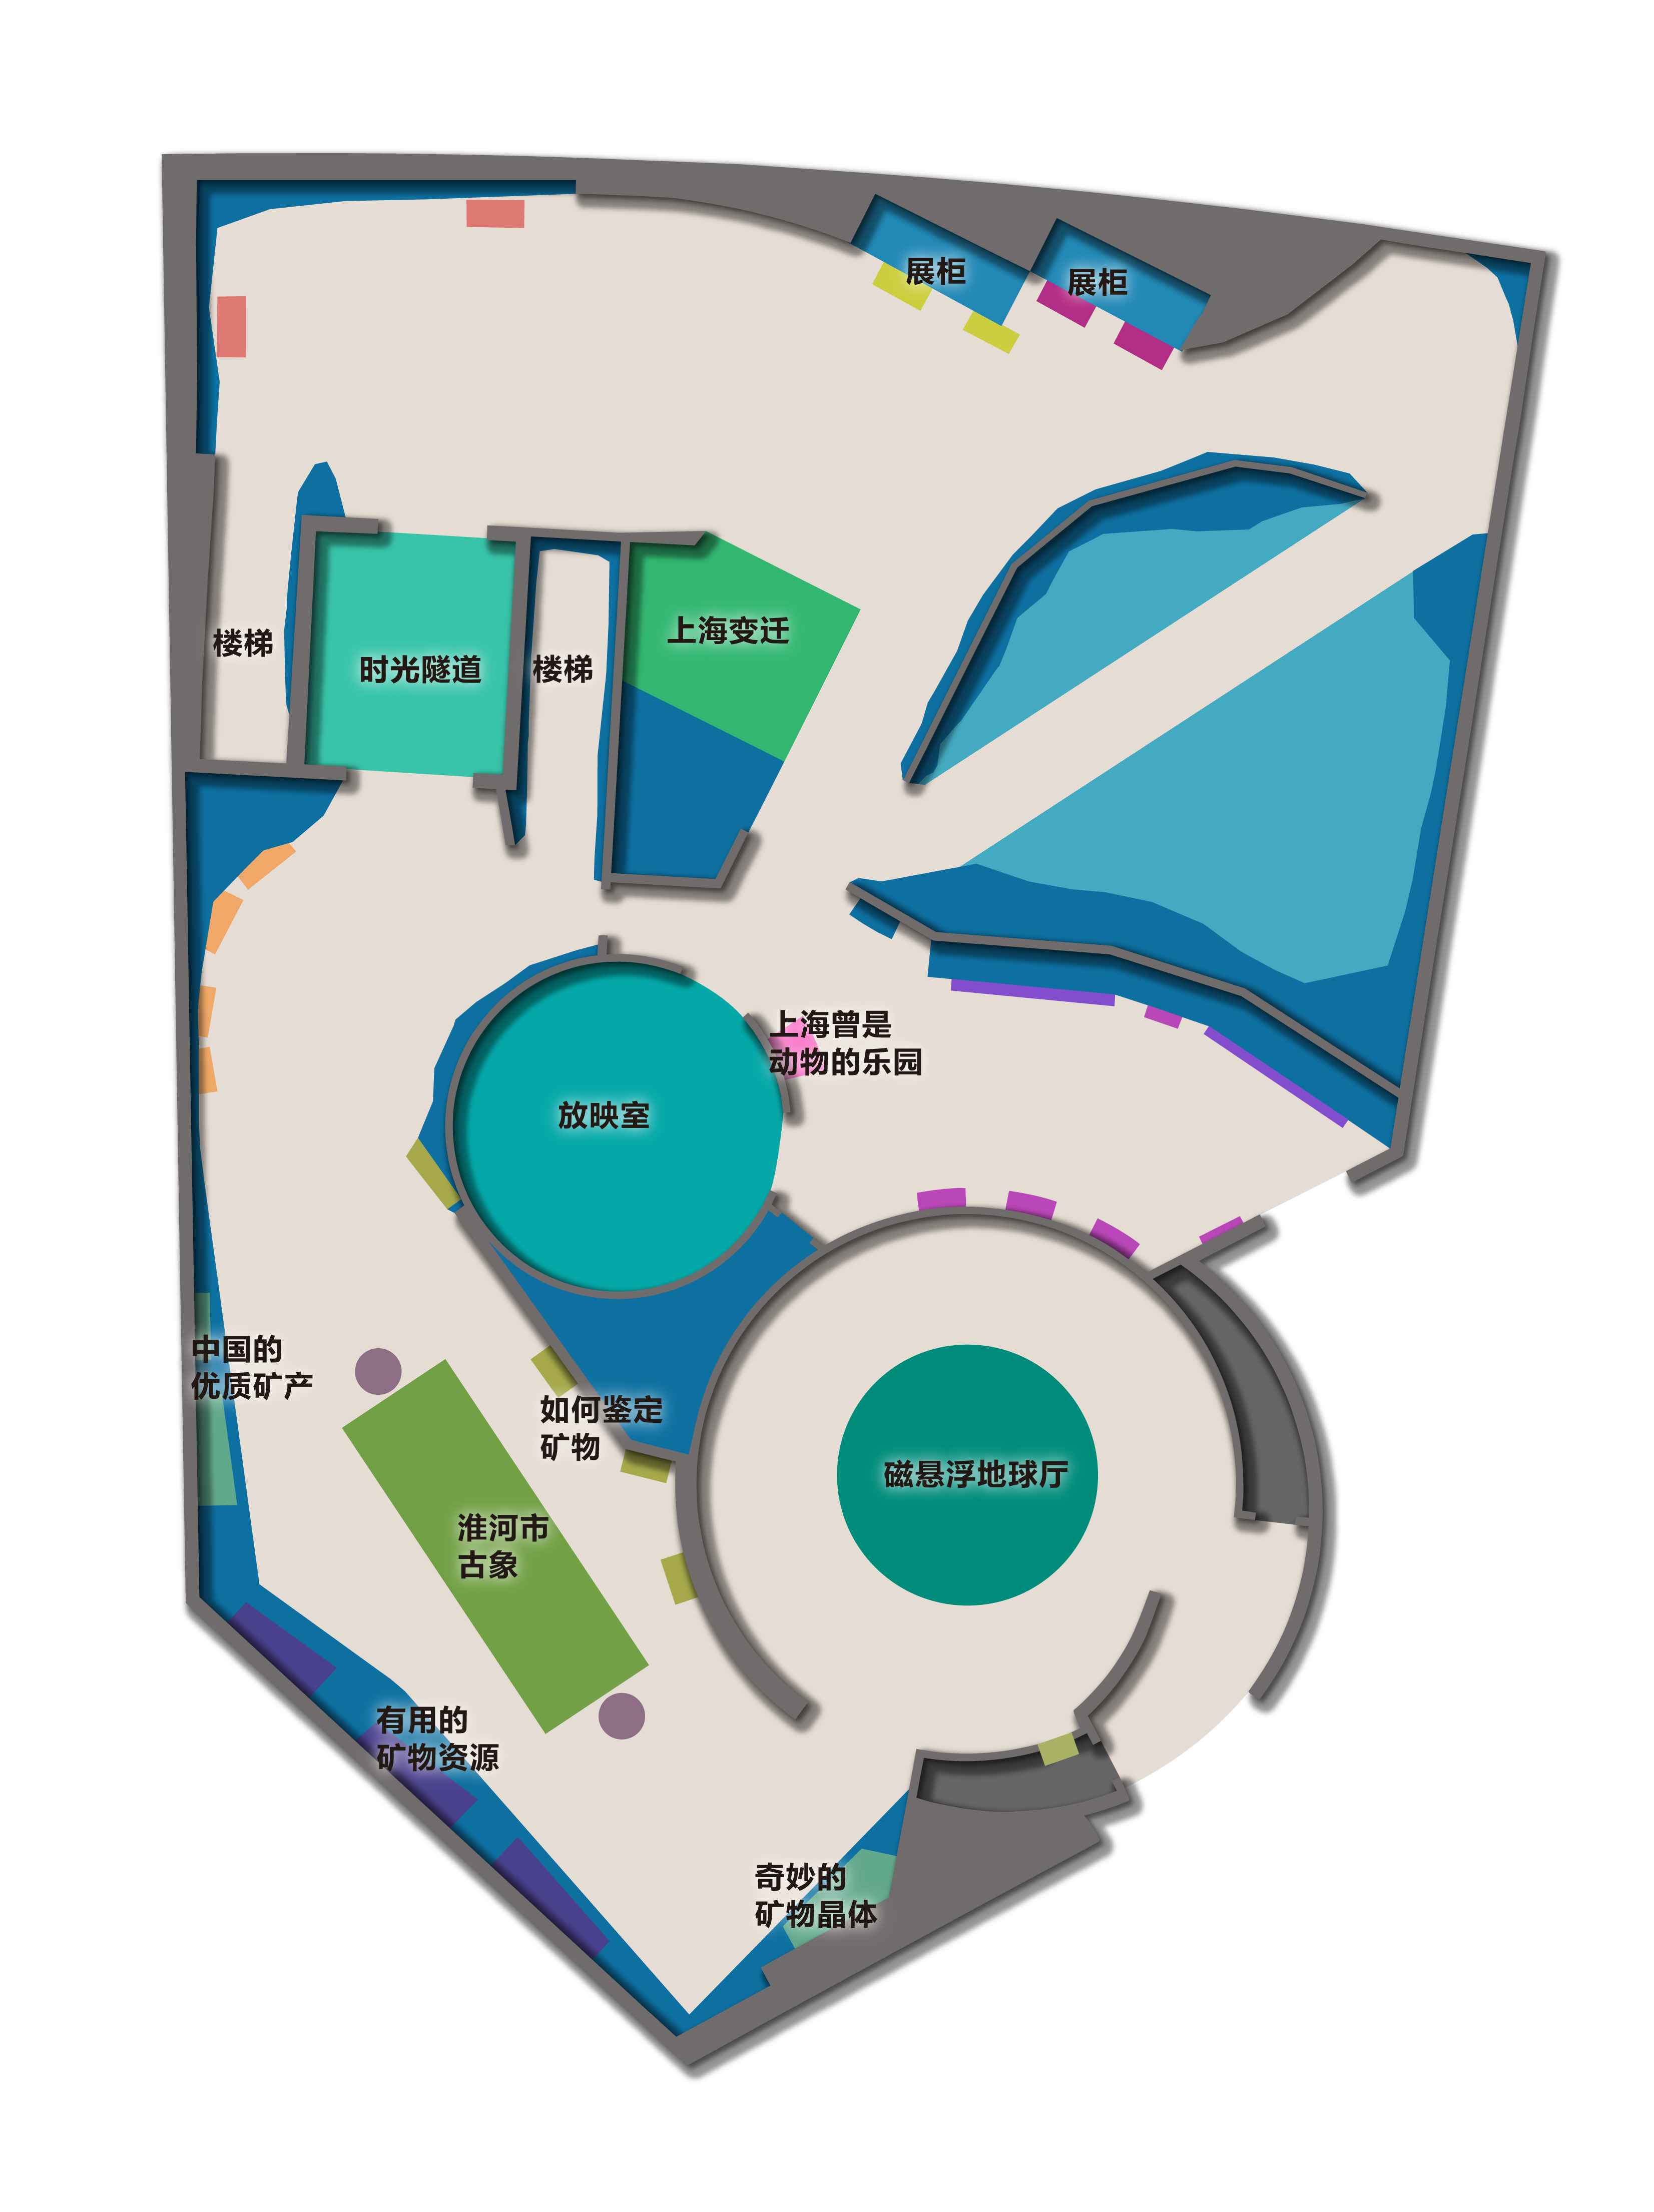 展柜
展柜
楼梯
时光隧道
楼梯
上海变迁
上海曾是
动物的乐园
放映室
中国的
优质矿产
如何鉴定
矿物
磁悬浮地球厅
淮河市
古象
有用的
矿物资源
奇妙的
矿物晶体